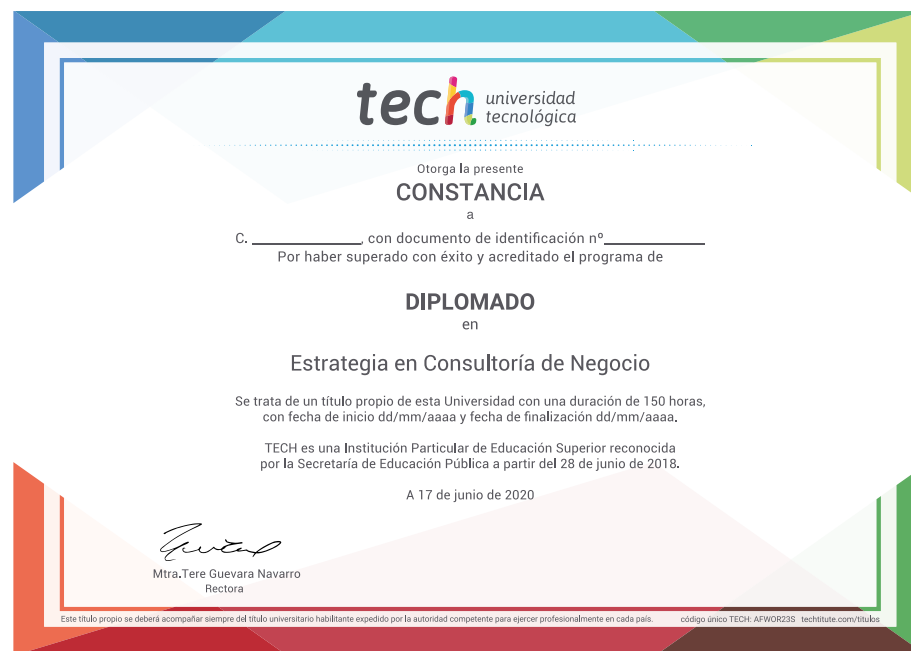 tech universidad
tecnológica
Otorga la presente
CONSTANCIA
a
C. ______________, con documento de identificación nº______________
Por haber superado con éxito y acreditado el programa de
DIPLOMADO
en
Estrategia en Consultoría de Negocio
Se trata de un título propio de esta Universidad con una duración de 150 horas,
con fecha de inicio dd/mm/aaaa y fecha de finalización dd/mm/aaaa.
TECH es una Institución Particular de Educación Superior reconocida
por la Secretaría de Educación Pública a partir del 28 de junio de 2018.
A 17 de junio de 2020
Mtra.Tere Guevara Navarro
Rectora
Este título propio se deberá acompañar siempre del título universitario habilitante expedido por la autoridad competente para ejercer profesionalmente en cada país. código único TECH: AFWOR23S techtitute.com/titulos